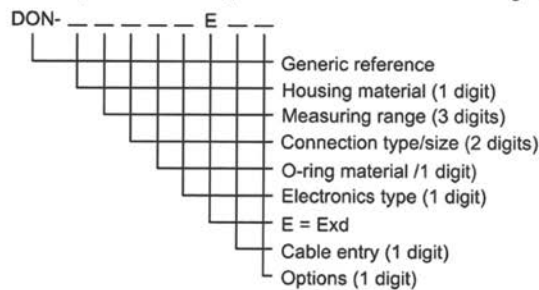 DON- _ _ _ _ _ E _ _
Generic reference
Housing material (1 digit)
Measuring range (3 digits)
Connection type/size (2 digits)
O-ring material /1 digit)
Electronics type (1 digit)
E = Exd
Cable entry (1 digit)
Options (1 digit)